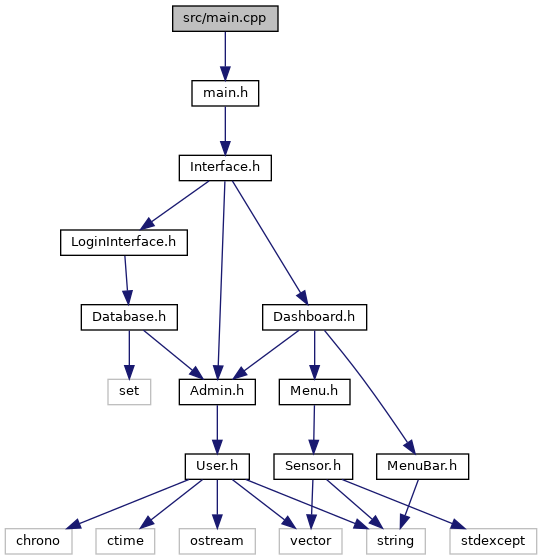 src/main.cpp
main.h
Interface.h
LoginInterface.h
Database.h
Dashboard.h
set
Admin.h
Menu.h
User.h
Sensor.h
MenuBar.h
chrono
ctime
ostream
vector
string
stdexcept